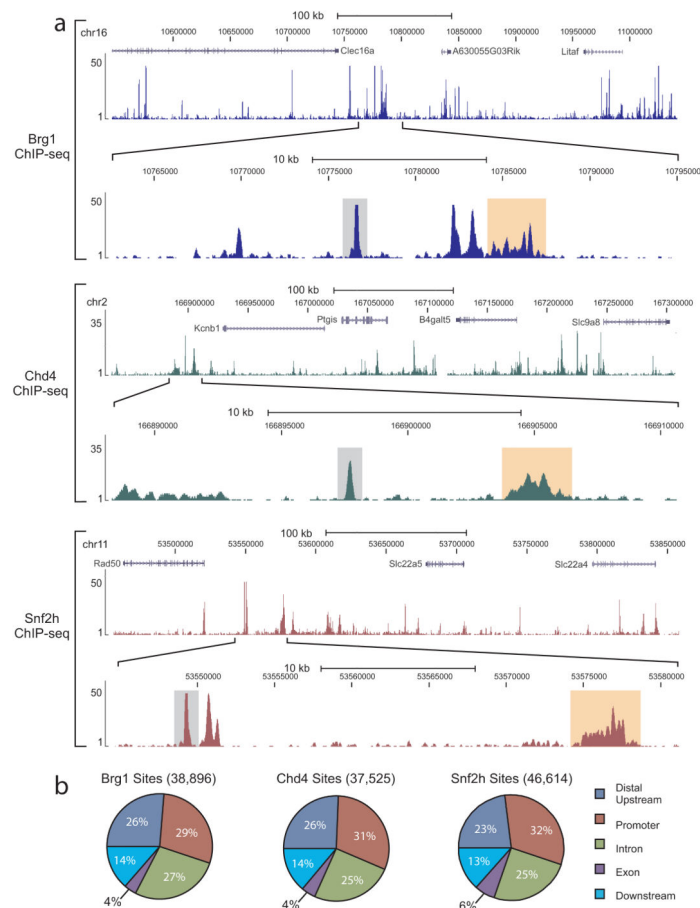 a
100 kb
chr16
10600000 10650000 10700000 10750000 10800000 10850000 10900000 10950000 11000000
Clec16a A630055G03Rik Litaf
50
1
Brg1
ChIP-seq
10 kb
10765000 10770000 10775000 10780000 10785000 10790000 10795000
50
1
100 kb
chr2
166900000 166950000 167000000 167050000 167100000 167150000 167200000 167250000 167300000
Kcnb1 Ptgis B4galt5 Slc9a8
35
1
Chd4
ChIP-seq
10 kb
166890000 166895000 166900000 166905000 166910000
35
1
100 kb
chr11
53500000 53550000 53600000 53650000 53700000 53750000 53800000 53850000
Rad50 Slc22a5 Slc22a4
50
1
Snf2h
ChIP-seq
10 kb
53550000 53555000 53560000 53565000 53570000 53575000 53580000
50
1
b
Brg1 Sites (38,896)
26%
29%
14%
27%
4%
Chd4 Sites (37,525)
26%
31%
14%
25%
4%
Snf2h Sites (46,614)
23%
32%
13%
25%
6%
Distal
Upstream
Promoter
Intron
Exon
Downstream